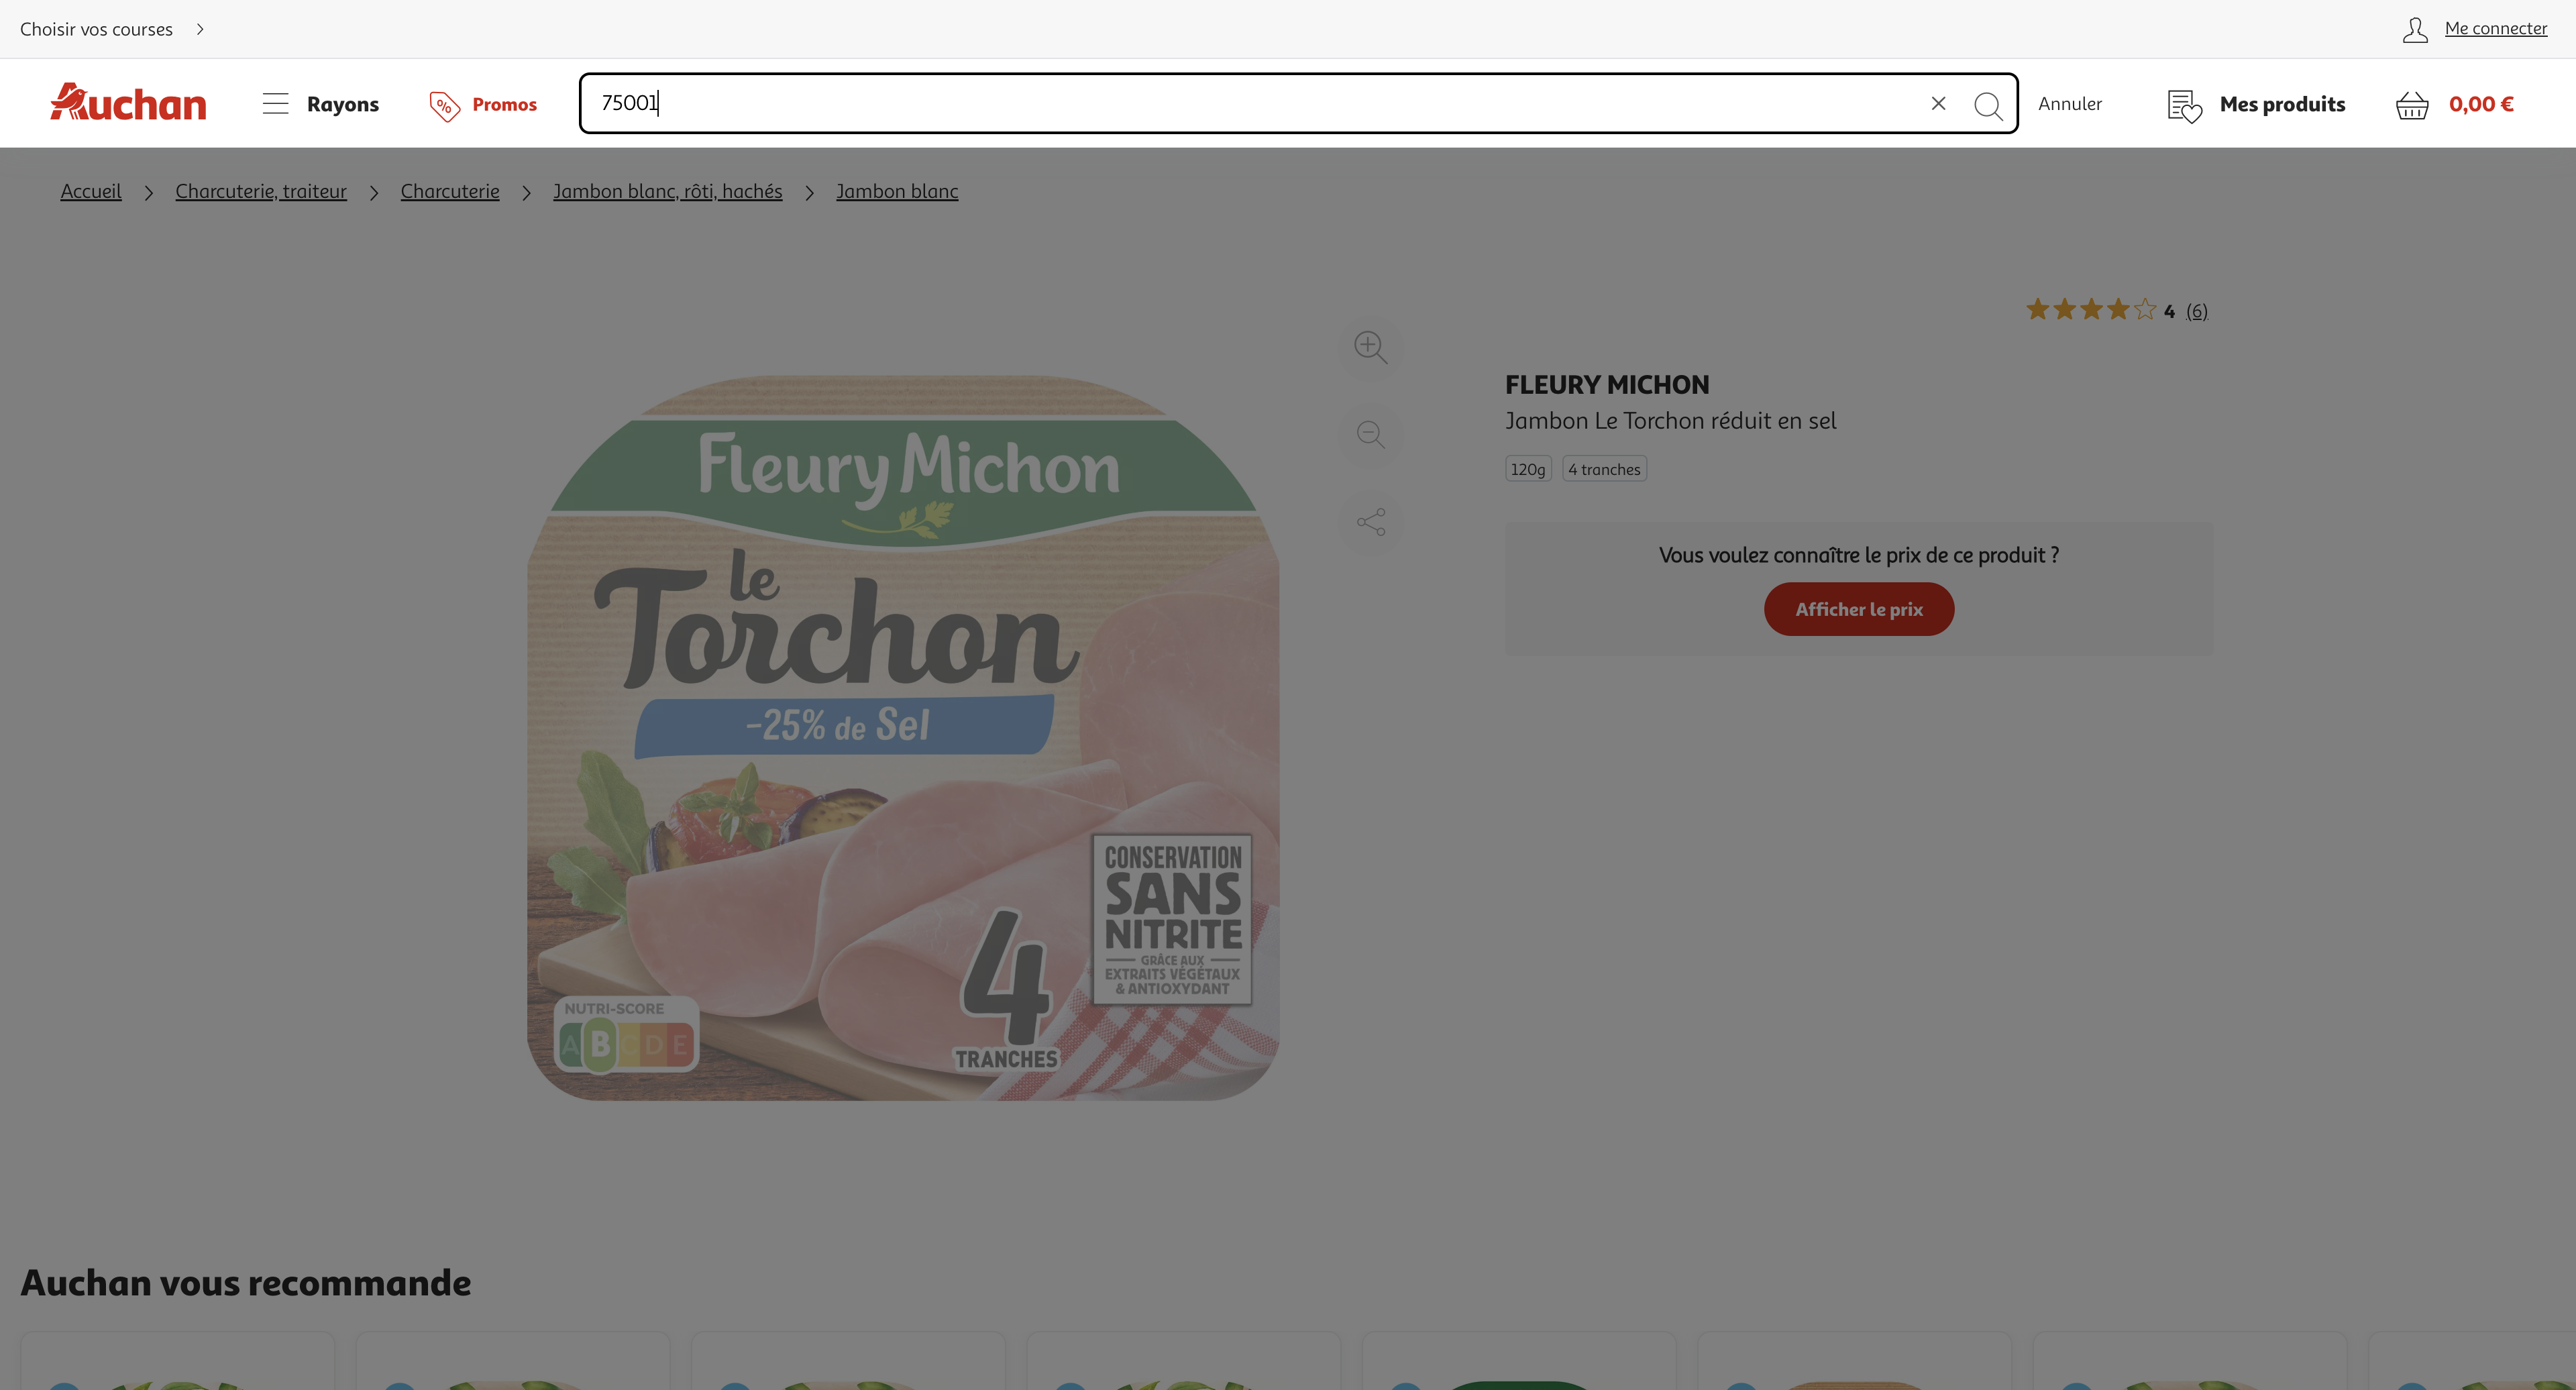 Choisir vos courses
Me connecter
Auchan
Rayons
Promos
75001
Annuler
Mes produits
0,00 €
Accueil
Charcuterie, traiteur
Charcuterie
Jambon blanc, rôti, hachés
Jambon blanc
4 (6)
FLEURY MICHON
Jambon Le Torchon réduit en sel
120g
4 tranches
Vous voulez connaître le prix de ce produit ?
Afficher le prix
Fleury Michon
le
Torchon
-25% de Sel
CONSERVATION
SANS
NITRITE
GRÂCE AUX
EXTRAITS VÉGÉTAUX
& ANTIOXYDANT
4
TRANCHES
NUTRI-SCORE
A B C D E
Auchan vous recommande